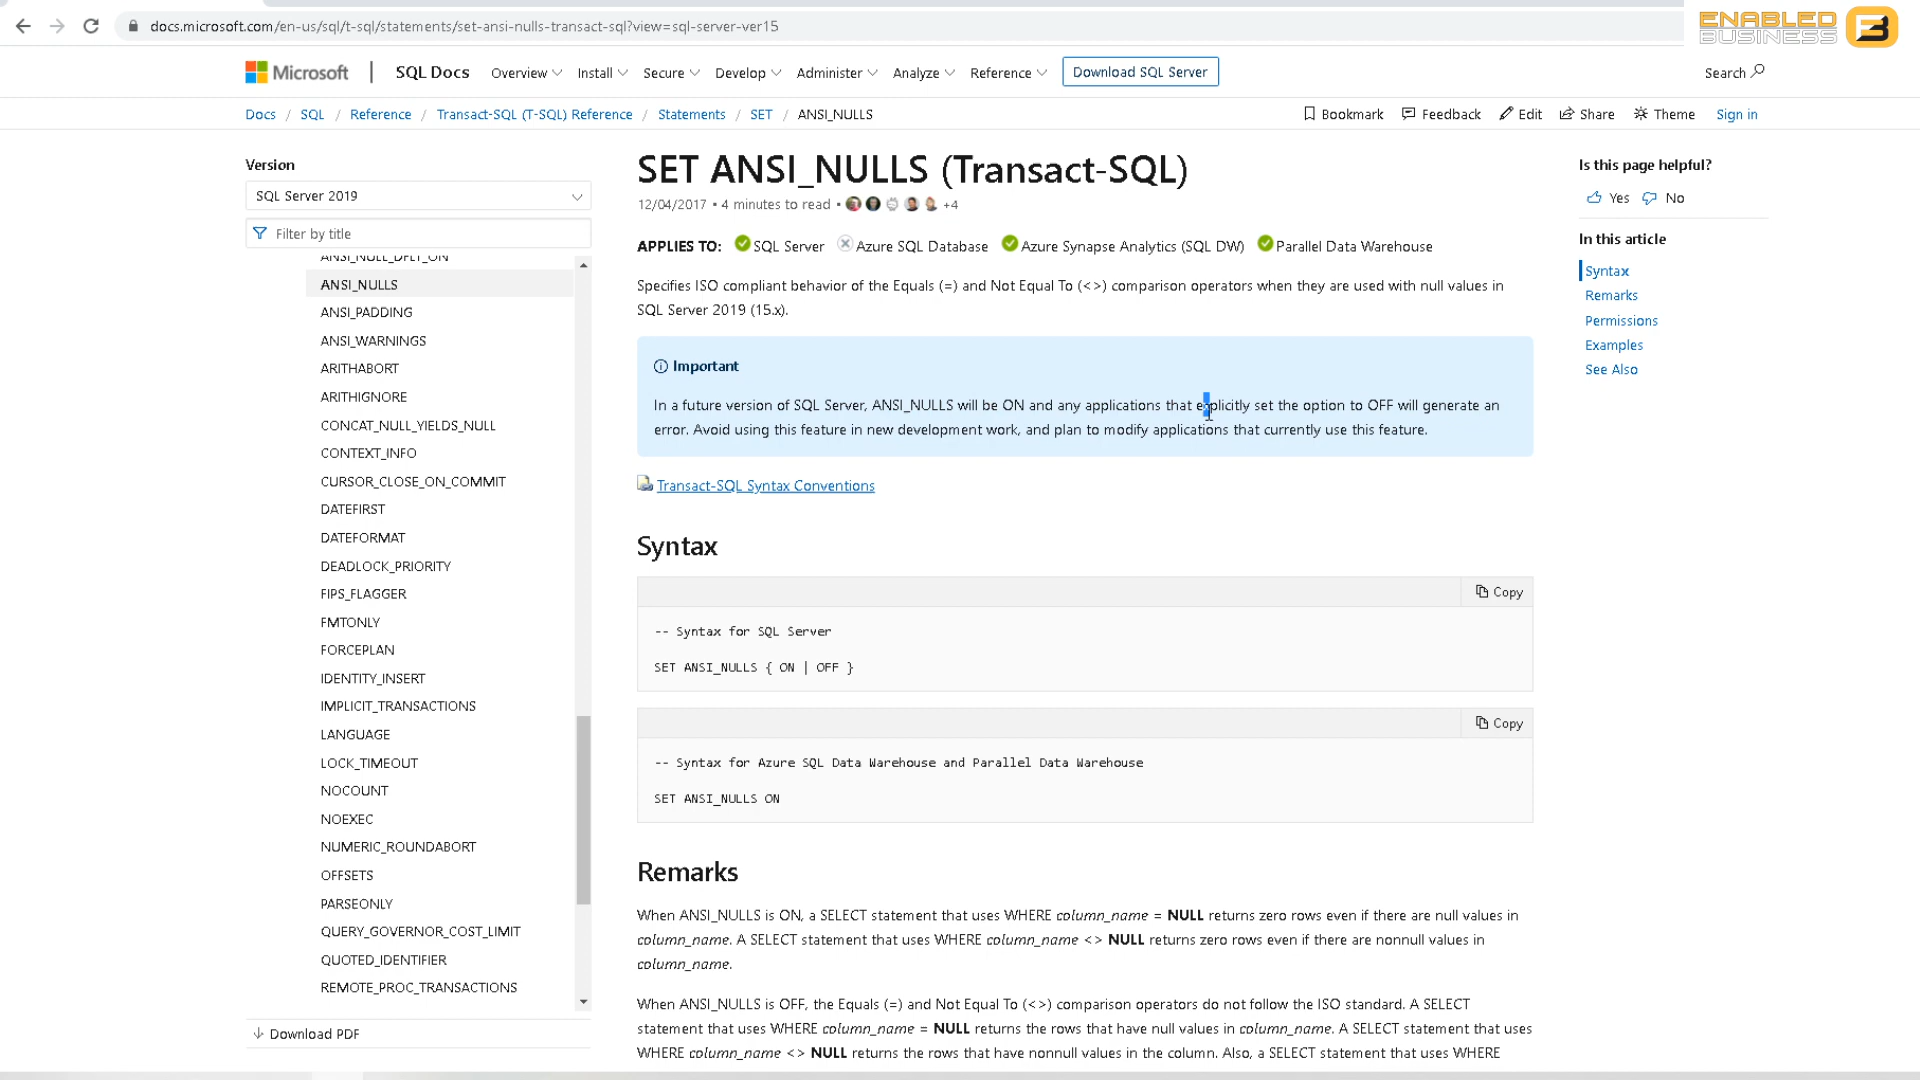 docs.microsoft.com/en-us/sql/t-sql/statements/set-ansi-nulls-transact-sql?view=sql-server-ver15
ENABLED
BUSINESS
Microsoft | SQL Docs Overview Install Secure Develop Administer Analyze Reference Download SQL Server Search
Docs / SQL / Reference / Transact-SQL (T-SQL) Reference / Statements / SET / ANSI_NULLS
Bookmark Feedback Edit Share Theme Sign in
Version
SQL Server 2019
Filter by title
ANSI_NULL_DFLT_ON
ANSI_NULLS
ANSI_PADDING
ANSI_WARNINGS
ARITHABORT
ARITHIGNORE
CONCAT_NULL_YIELDS_NULL
CONTEXT_INFO
CURSOR_CLOSE_ON_COMMIT
DATEFIRST
DATEFORMAT
DEADLOCK_PRIORITY
FIPS_FLAGGER
FMTONLY
FORCEPLAN
IDENTITY_INSERT
IMPLICIT_TRANSACTIONS
LANGUAGE
LOCK_TIMEOUT
NOCOUNT
NOEXEC
NUMERIC_ROUNDABORT
OFFSETS
PARSEONLY
QUERY_GOVERNOR_COST_LIMIT
QUOTED_IDENTIFIER
REMOTE_PROC_TRANSACTIONS
Download PDF
SET ANSI_NULLS (Transact-SQL)
12/04/2017 • 4 minutes to read • +4
APPLIES TO: SQL Server Azure SQL Database Azure Synapse Analytics (SQL DW) Parallel Data Warehouse
Specifies ISO compliant behavior of the Equals (=) and Not Equal To (<>) comparison operators when they are used with null values in
SQL Server 2019 (15.x).
Important
In a future version of SQL Server, ANSI_NULLS will be ON and any applications that explicitly set the option to OFF will generate an
error. Avoid using this feature in new development work, and plan to modify applications that currently use this feature.
Transact-SQL Syntax Conventions
Syntax
Copy
-- Syntax for SQL Server
SET ANSI_NULLS { ON | OFF }
Copy
-- Syntax for Azure SQL Data Warehouse and Parallel Data Warehouse
SET ANSI_NULLS ON
Remarks
When ANSI_NULLS is ON, a SELECT statement that uses WHERE column_name = NULL returns zero rows even if there are null values in
column_name. A SELECT statement that uses WHERE column_name <> NULL returns zero rows even if there are nonnull values in
column_name.
When ANSI_NULLS is OFF, the Equals (=) and Not Equal To (<>) comparison operators do not follow the ISO standard. A SELECT
statement that uses WHERE column_name = NULL returns the rows that have null values in column_name. A SELECT statement that uses
WHERE column_name <> NULL returns the rows that have nonnull values in the column. Also, a SELECT statement that uses WHERE
Is this page helpful?
Yes No
In this article
Syntax
Remarks
Permissions
Examples
See Also